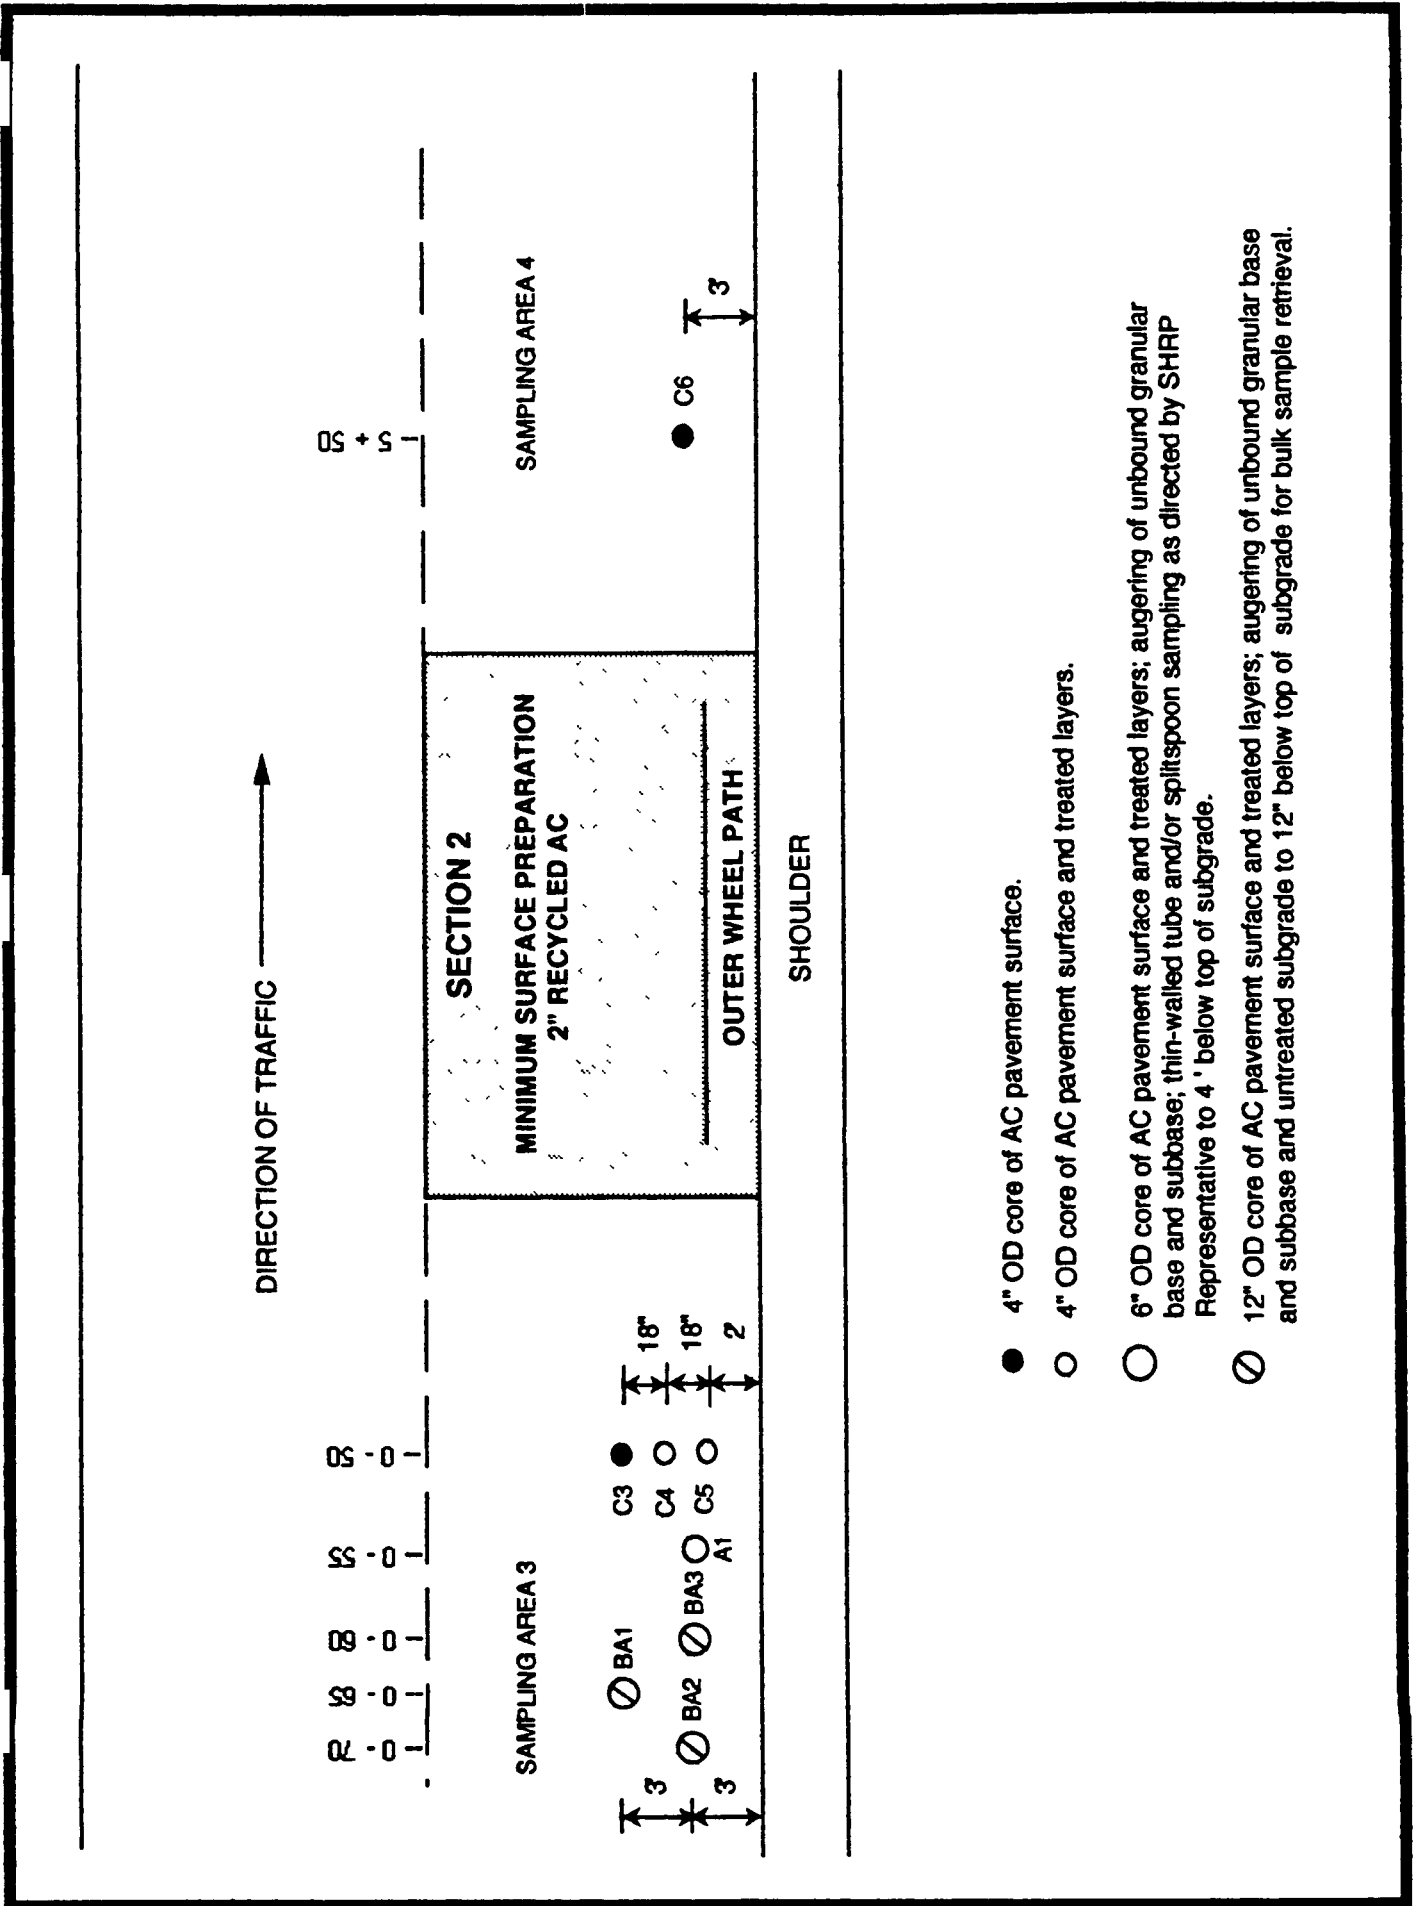 DIRECTION OF TRAFFIC
0 - 70
0 - 65
0 - 60
0 - 55
0 - 50
5 + 50
SAMPLING AREA 3
SECTION 2
MINIMUM SURFACE PREPARATION
2" RECYCLED AC
SAMPLING AREA 4
BA1
C3
18"
3'
C4
C6
BA2
BA3
C5
18"
3'
A1
2'
3'
OUTER WHEEL PATH
SHOULDER
4" OD core of AC pavement surface.
4" OD core of AC pavement surface and treated layers.
6" OD core of AC pavement surface and treated layers; augering of unbound granular
base and subbase; thin-walled tube and/or splitspoon sampling as directed by SHRP
Representative to 4 ' below top of subgrade.
12" OD core of AC pavement surface and treated layers; augering of unbound granular base
and subbase and untreated subgrade to 12" below top of subgrade for bulk sample retrieval.